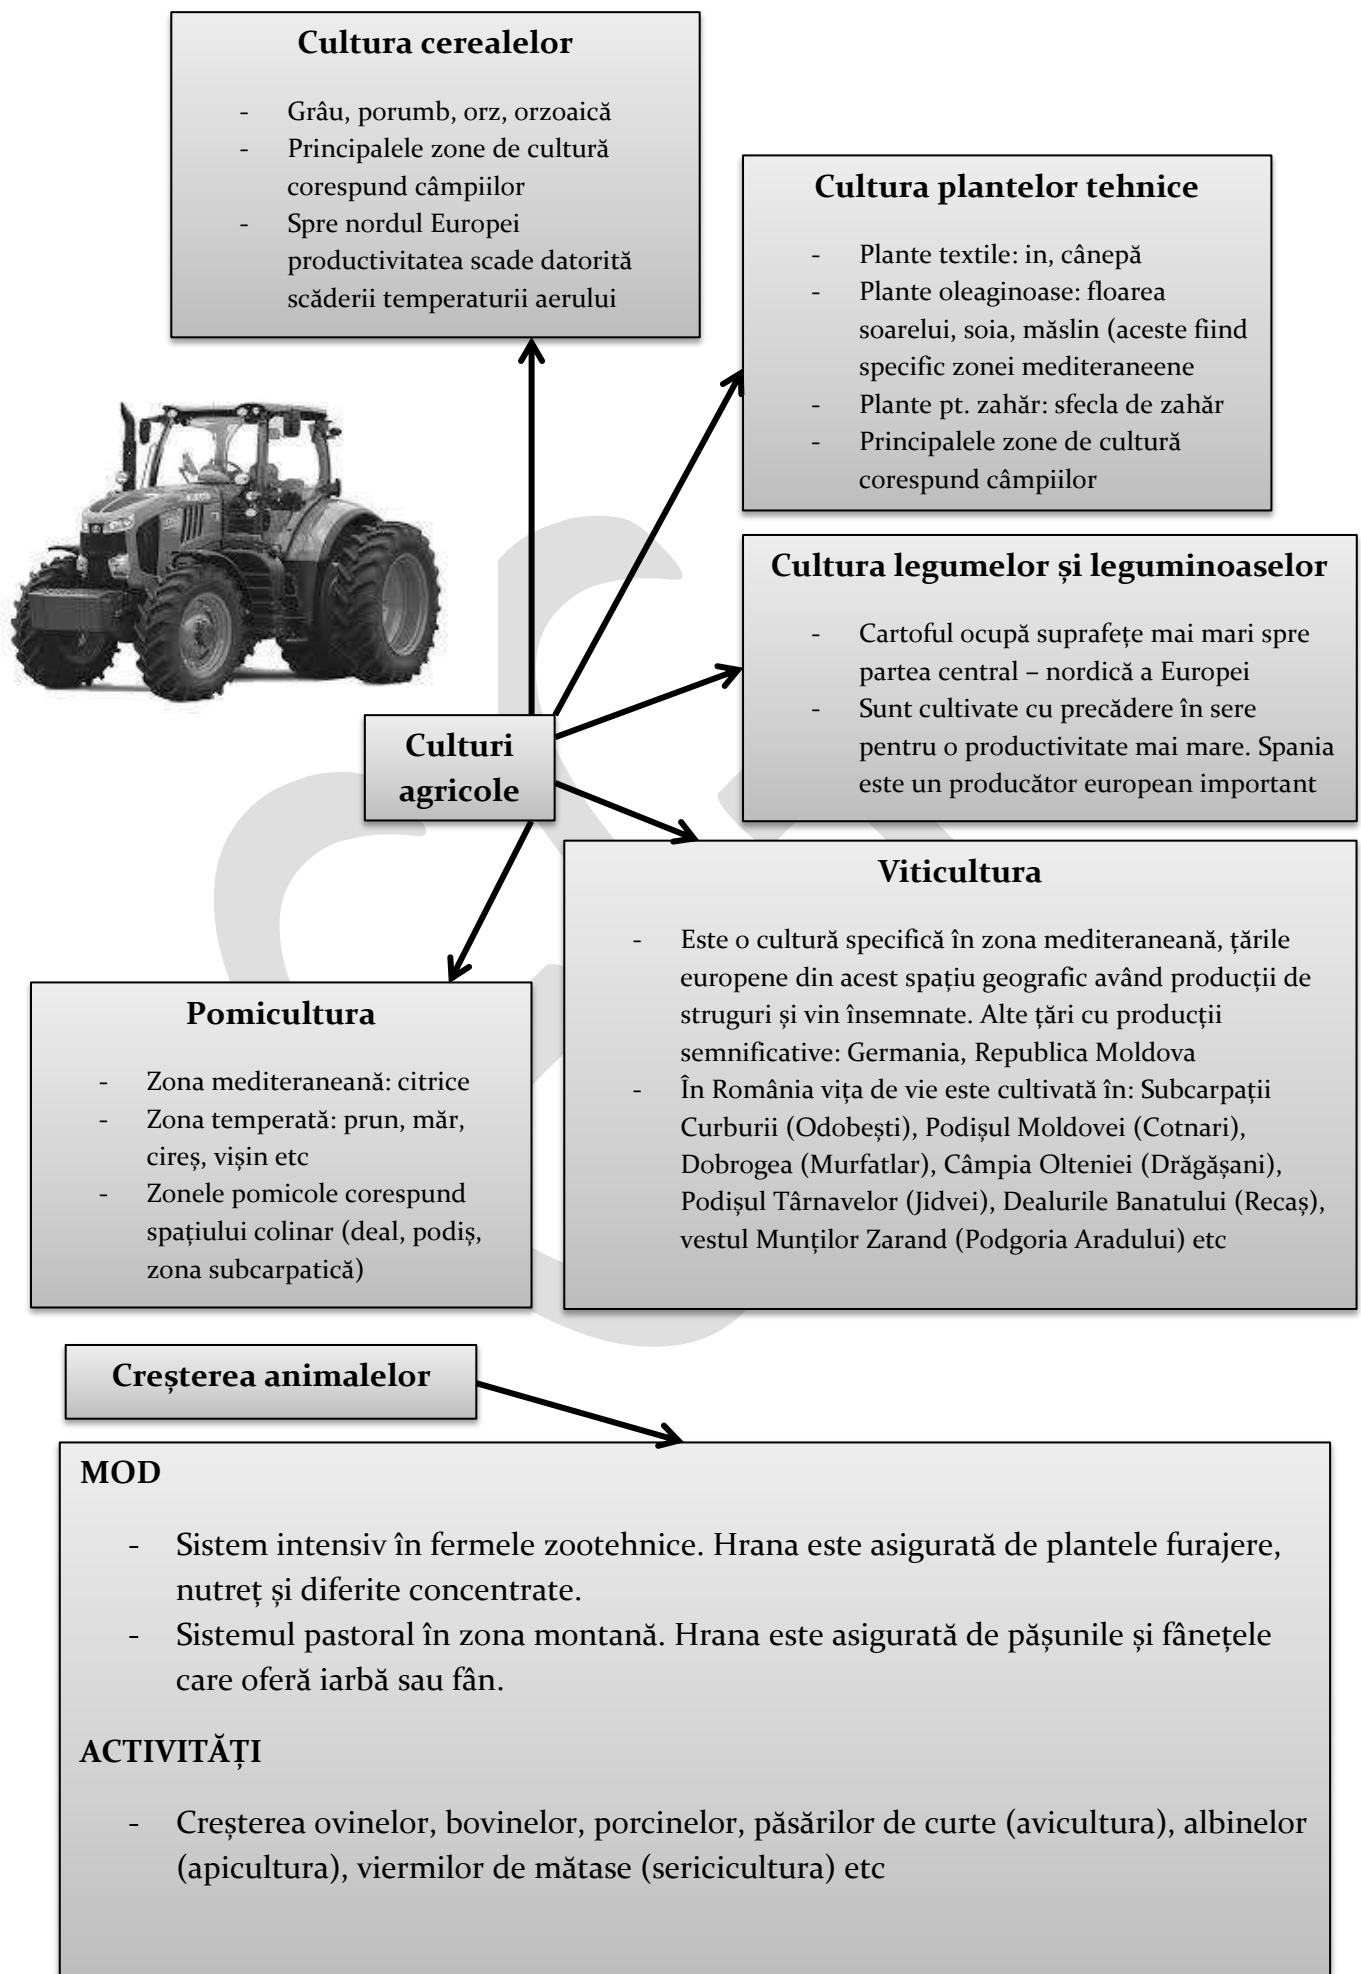 Cultura cerealelor
- Grâu, porumb, orz, orzoaică
- Principalele zone de cultură
corespund câmpiilor
- Spre nordul Europei
productivitatea scade datorită
scăderii temperaturii aerului
Cultura plantelor tehnice
- Plante textile: in, cânepă
- Plante oleaginoase: floarea
soarelui, soia, măslin (aceste fiind
specific zonei mediteraneene
- Plante pt. zahăr: sfecla de zahăr
- Principalele zone de cultură
corespund câmpiilor
Cultura legumelor și leguminoaselor
- Cartoful ocupă suprafețe mai mari spre
partea central – nordică a Europei
- Sunt cultivate cu precădere în sere
pentru o productivitate mai mare. Spania
este un producător european important
Culturi
agricole
Viticultura
- Este o cultură specifică în zona mediteraneană, țările
europene din acest spațiu geografic având producții de
struguri și vin însemnate. Alte țări cu producții
semnificative: Germania, Republica Moldova
- În România vița de vie este cultivată în: Subcarpații
Curburii (Odobești), Podișul Moldovei (Cotnari),
Dobrogea (Murfatlar), Câmpia Olteniei (Drăgășani),
Podișul Târnavelor (Jidvei), Dealurile Banatului (Recaș),
vestul Munților Zarand (Podgoria Aradului) etc
Pomicultura
- Zona mediteraneană: citrice
- Zona temperată: prun, măr,
cireș, vișin etc
- Zonele pomicole corespund
spațiului colinar (deal, podiș,
zona subcarpatică)
Creșterea animalelor
MOD
- Sistem intensiv în fermele zootehnice. Hrana este asigurată de plantele furajere,
nutreț și diferite concentrate.
- Sistemul pastoral în zona montană. Hrana este asigurată de pășunile și fânețele
care oferă iarbă sau fân.
ACTIVITĂȚI
- Creșterea ovinelor, bovinelor, porcinelor, păsărilor de curte (avicultura), albinelor
(apicultura), viermilor de mătase (sericicultura) etc